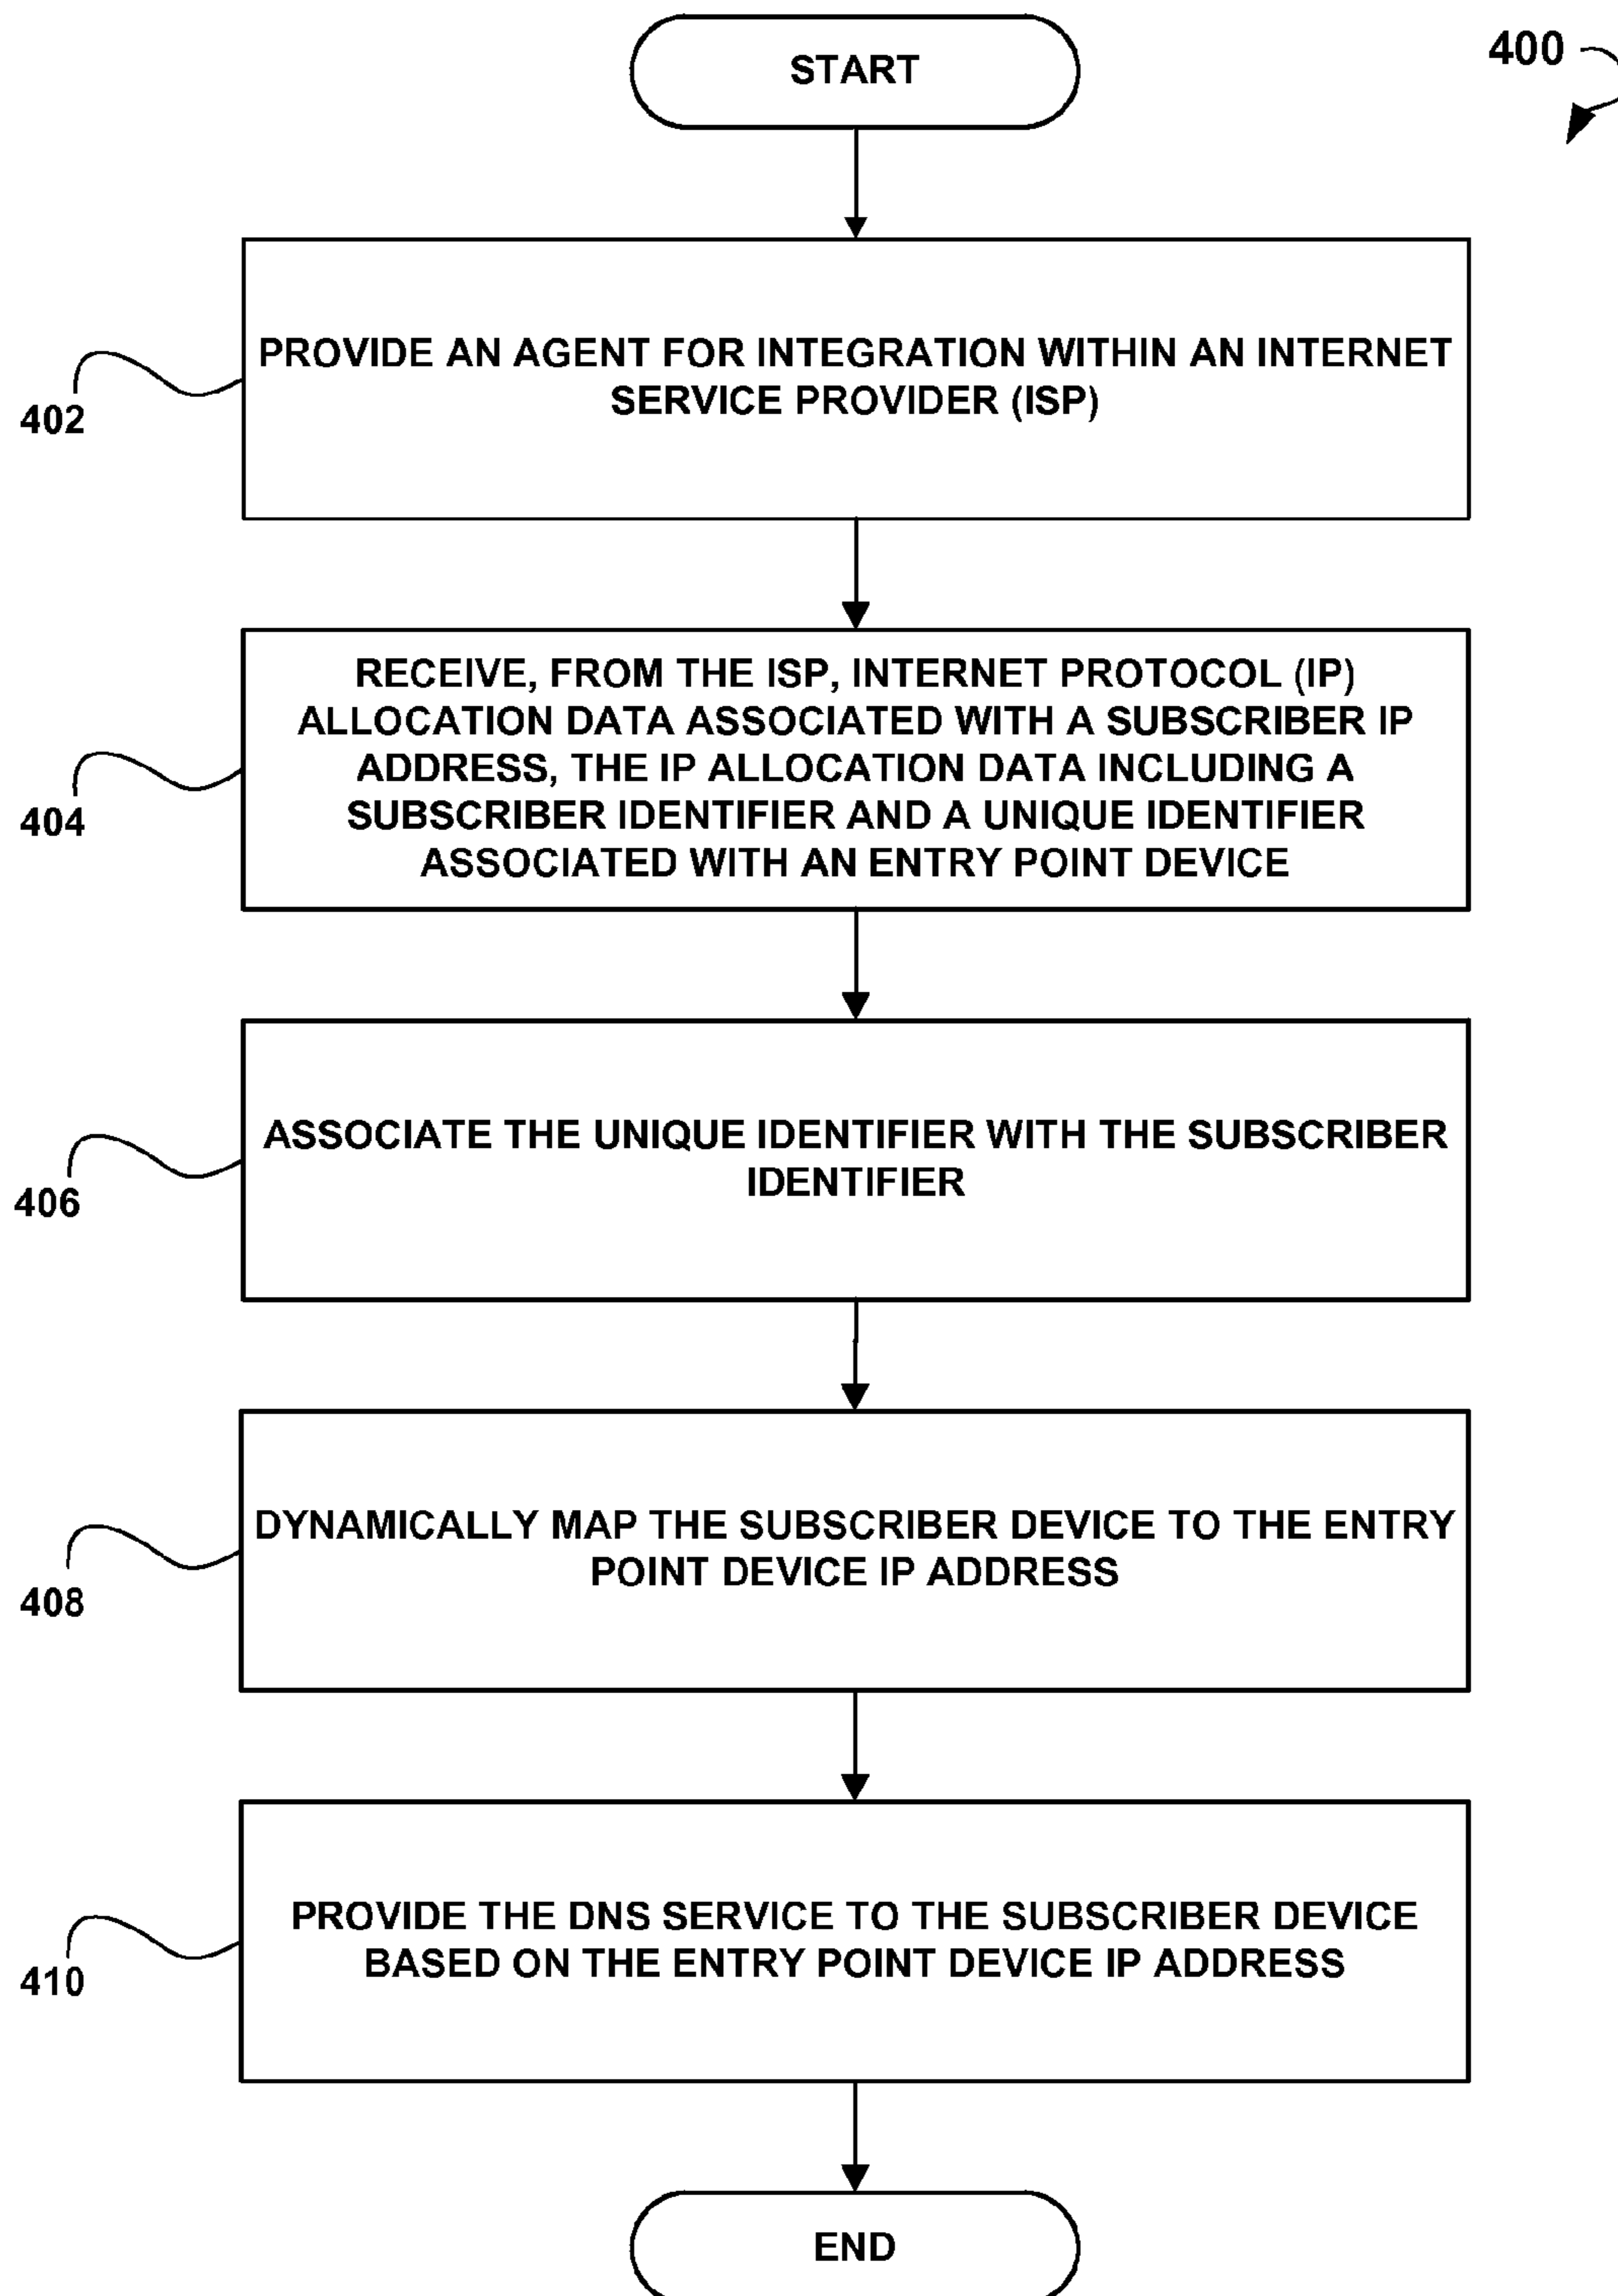 START
400
PROVIDE AN AGENT FOR INTEGRATION WITHIN AN INTERNET
SERVICE PROVIDER (ISP)
402
RECEIVE, FROM THE ISP, INTERNET PROTOCOL (IP)
ALLOCATION DATA ASSOCIATED WITH A SUBSCRIBER IP
ADDRESS, THE IP ALLOCATION DATA INCLUDING A
SUBSCRIBER IDENTIFIER AND A UNIQUE IDENTIFIER
ASSOCIATED WITH AN ENTRY POINT DEVICE
404
ASSOCIATE THE UNIQUE IDENTIFIER WITH THE SUBSCRIBER
IDENTIFIER
406
DYNAMICALLY MAP THE SUBSCRIBER DEVICE TO THE ENTRY
POINT DEVICE IP ADDRESS
408
PROVIDE THE DNS SERVICE TO THE SUBSCRIBER DEVICE
BASED ON THE ENTRY POINT DEVICE IP ADDRESS
410
END